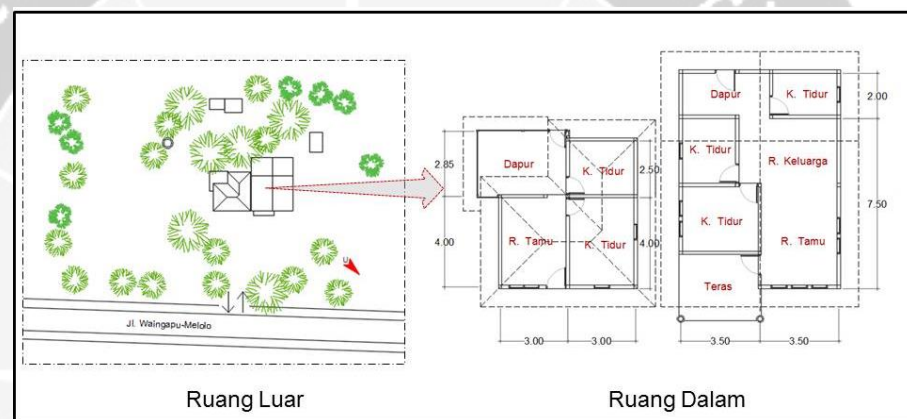 Dapur
K. Tidur
2.00
Dapur
K. Tidur
2.85
2.50
K. Tidur
R. Keluarga
7.50
R. Tamu
K. Tidur
4.00
4.00
K. Tidur
R. Tamu
Teras
U
Jl. Waingapu-Melolo
3.00
3.00
3.50
3.50
Ruang Luar
Ruang Dalam